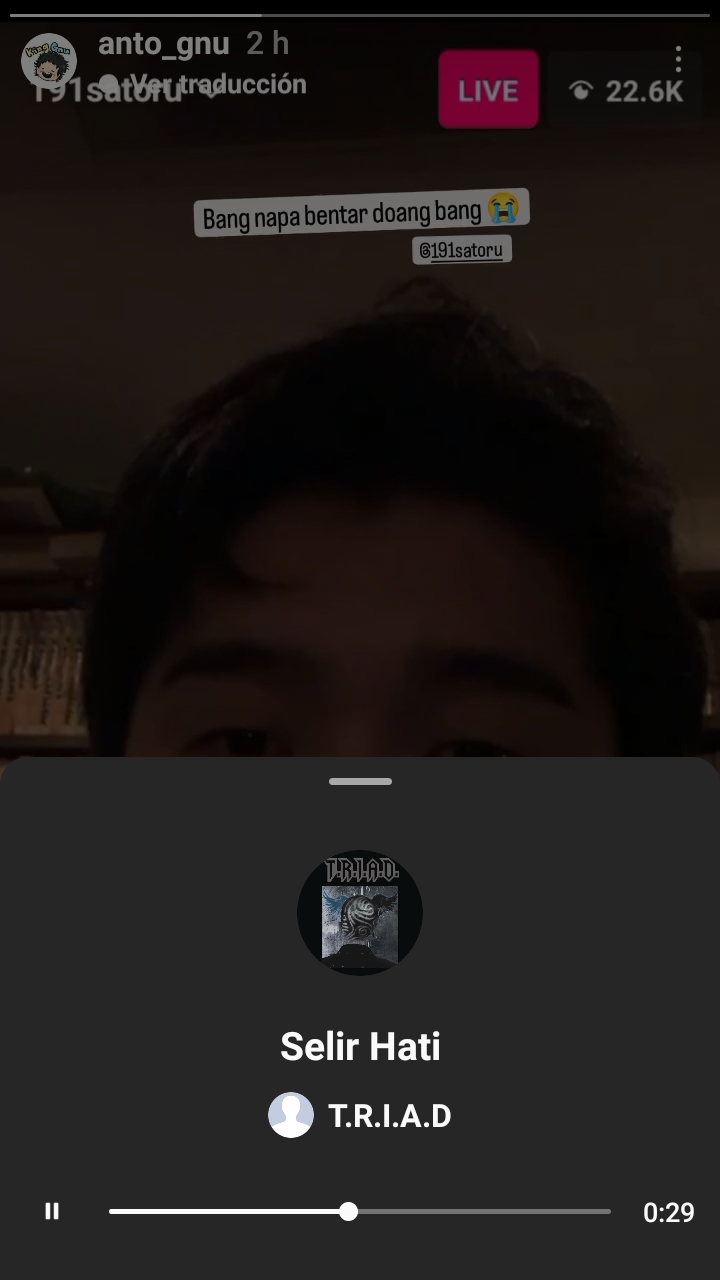 anto_gnu 2 h
Ver traducción
191satoru
LIVE
22.6K
Bang napa bentar doang bang 😭
@191satoru
T.R.I.A.D.
Selir Hati
T.R.I.A.D
0:29